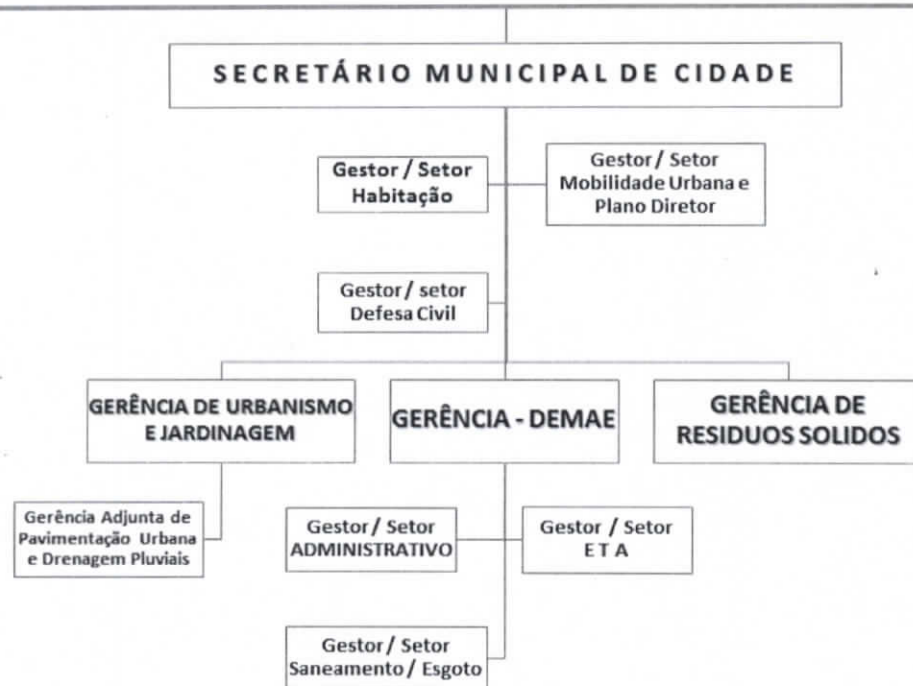 SECRETÁRIO MUNICIPAL DE CIDADE
Gestor / Setor
Habitação
Gestor / Setor
Mobilidade Urbana e
Plano Diretor
Gestor / setor
Defesa Civil
GERÊNCIA DE URBANISMO
E JARDINAGEM
GERÊNCIA - DEMAE
GERÊNCIA DE
RESIDUOS SOLIDOS
Gerência Adjunta de
Pavimentação Urbana
e Drenagem Pluviais
Gestor / Setor
ADMINISTRATIVO
Gestor / Setor
E T A
Gestor / Setor
Saneamento / Esgoto